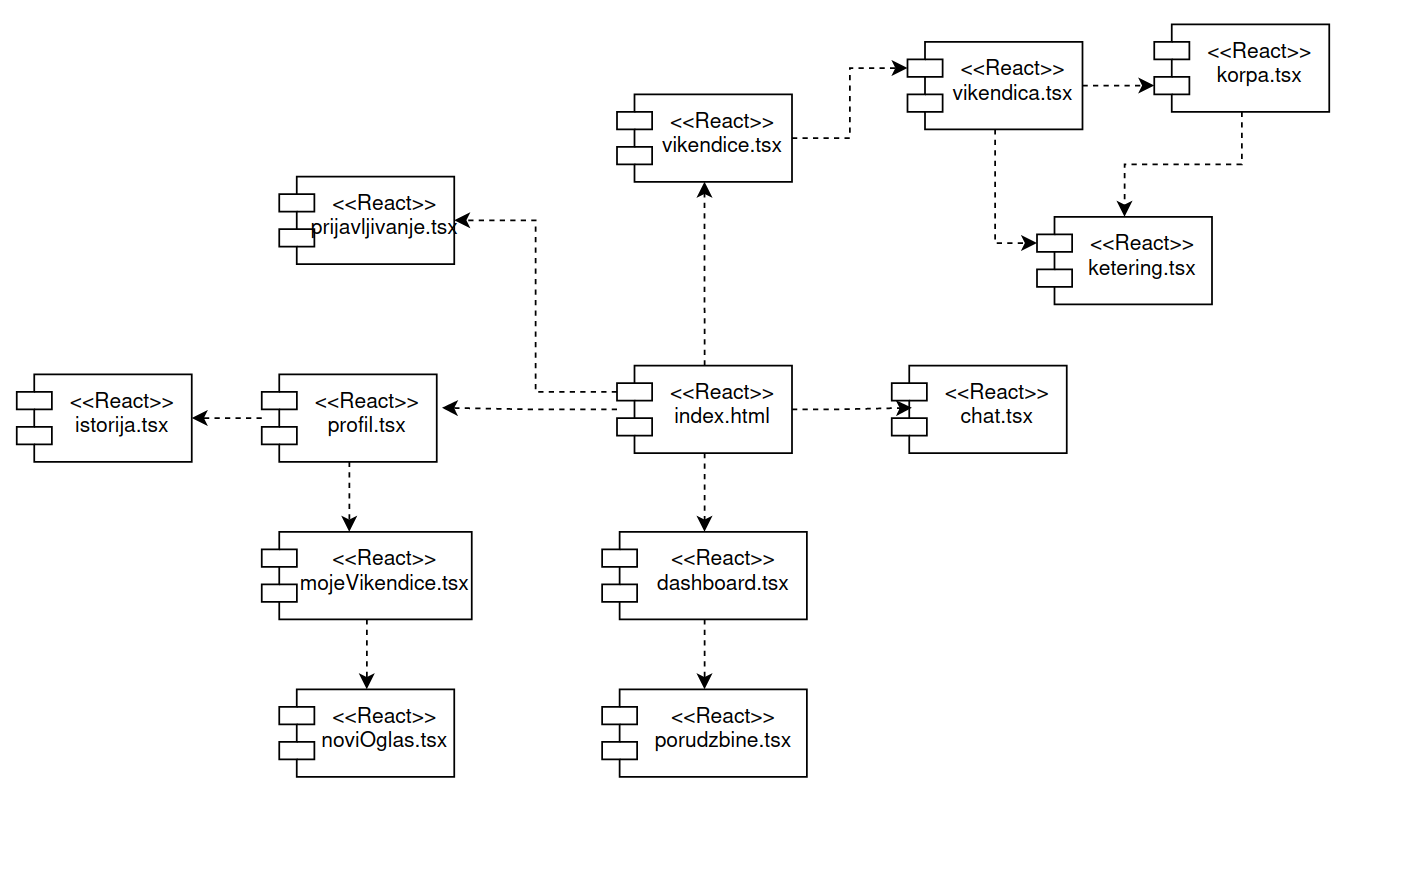 <<React>>
korpa.tsx
<<React>>
vikendica.tsx
<<React>>
vikendice.tsx
<<React>>
prijavljivanje.tsx
<<React>>
ketering.tsx
<<React>>
istorija.tsx
<<React>>
profil.tsx
<<React>>
index.html
<<React>>
chat.tsx
<<React>>
mojeVikendice.tsx
<<React>>
dashboard.tsx
<<React>>
noviOglas.tsx
<<React>>
porudzbine.tsx